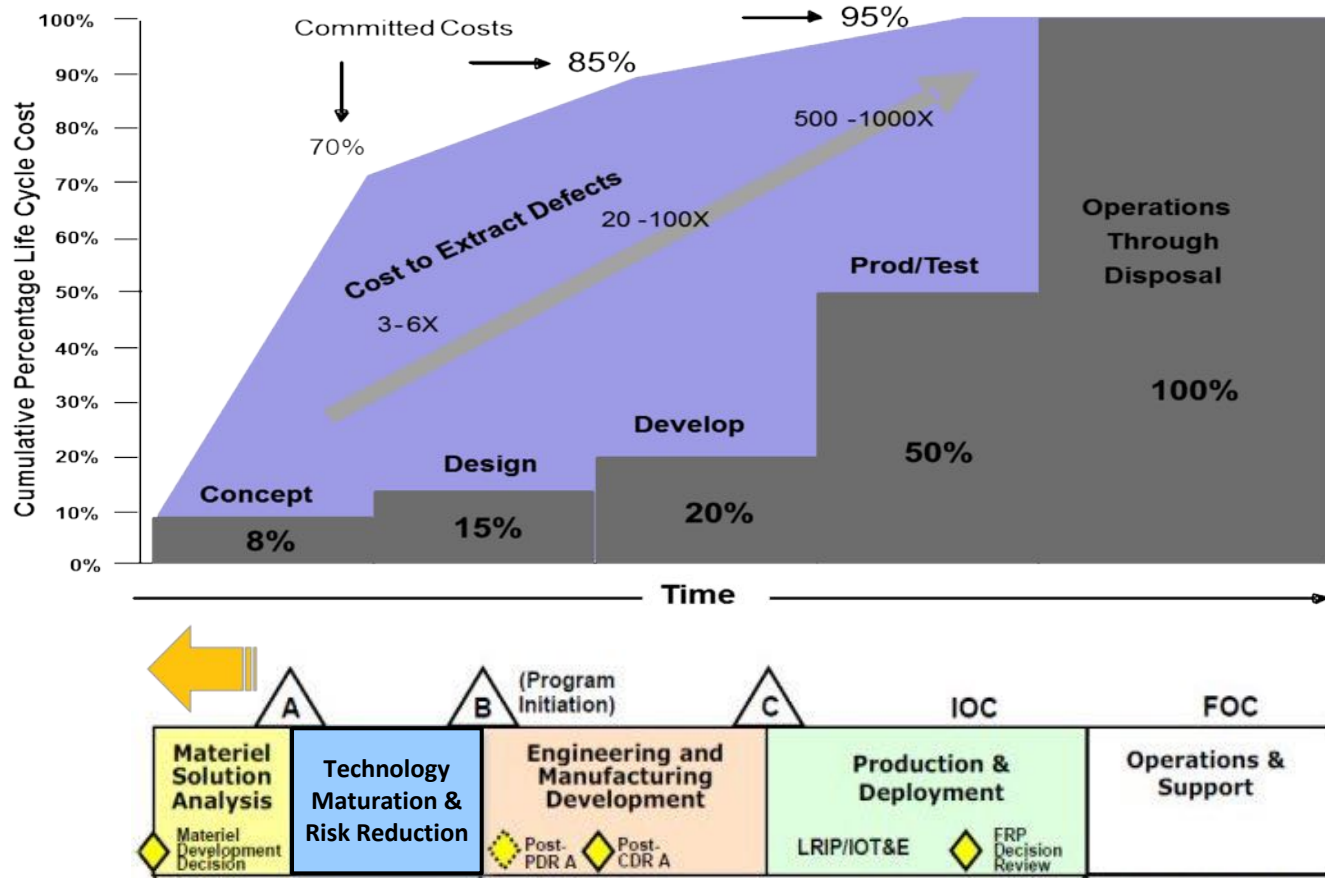 Cumulative Percentage Life Cycle Cost
100%
90%
80%
70%
60%
50%
40%
30%
20%
10%
0%
Committed Costs
70%
85%
95%
Cost to Extract Defects
3-6X
20 -100X
500 -1000X
Concept
8%
Design
15%
Develop
20%
Prod/Test
50%
Operations
Through
Disposal
100%
Time
A
B
(Program
Initiation)
C
IOC
FOC
Materiel
Solution
Analysis
Materiel
Development
Decision
Technology
Maturation &
Risk Reduction
Engineering and
Manufacturing
Development
Post-
PDR A
Post-
CDR A
Production &
Deployment
LRIP/IOT&E
FRP
Decision
Review
Operations &
Support